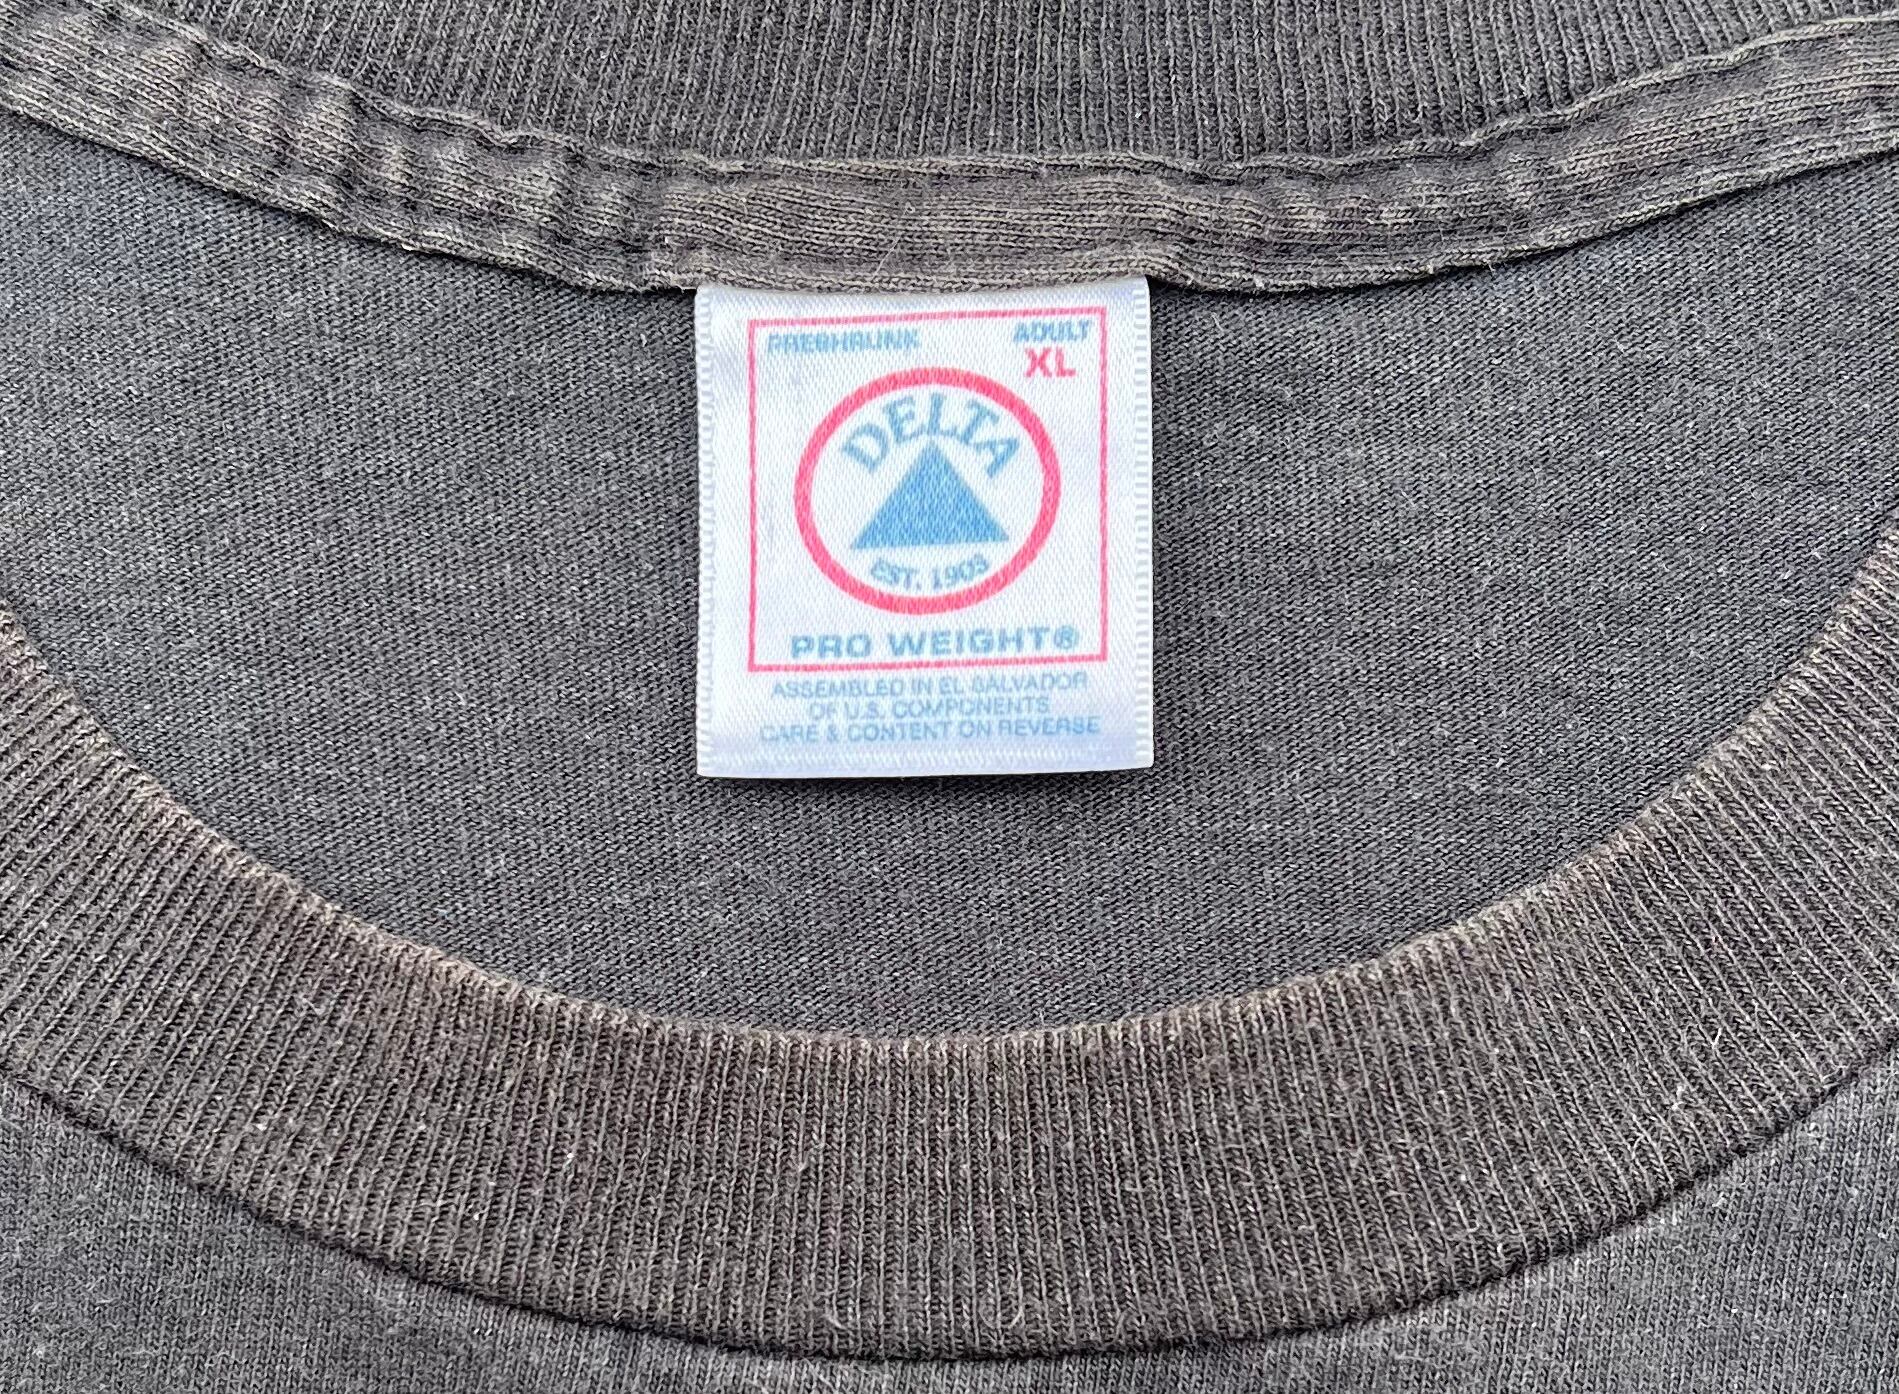 PRESHRUNK ADULT
XL
DELTA
EST. 1903
PRO WEIGHT®
ASSEMBLED IN EL SALVADOR
OF U.S. COMPONENTS
CARE & CONTENT ON REVERSE